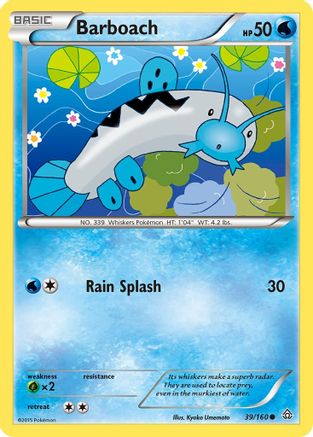 BASIC
Barboach
HP 50
NO. 339 Whiskers Pokémon HT: 1'04" WT: 4.2 lbs.
Rain Splash 30
weakness resistance
×2
retreat
Its whiskers make a superb radar.
They are used to locate prey,
even in the murkiest of water.
©2015 Pokémon
Illus. Kyoko Umemoto 39/160